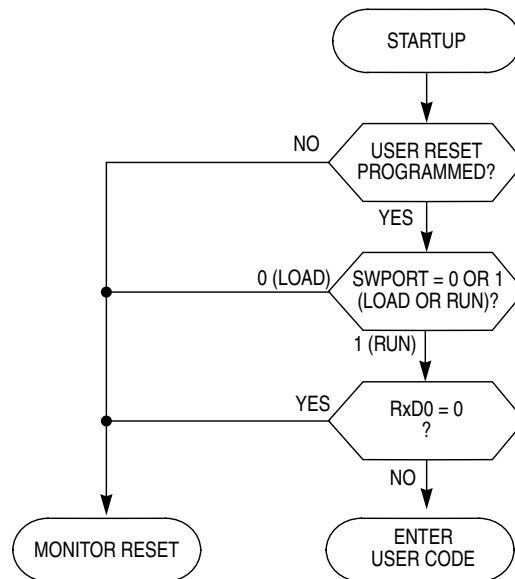 STARTUP
NO
USER RESET
PROGRAMMED?
YES
0 (LOAD)
SWPORT = 0 OR 1
(LOAD OR RUN)?
1 (RUN)
YES
RxD0 = 0
?
NO
MONITOR RESET
ENTER
USER CODE